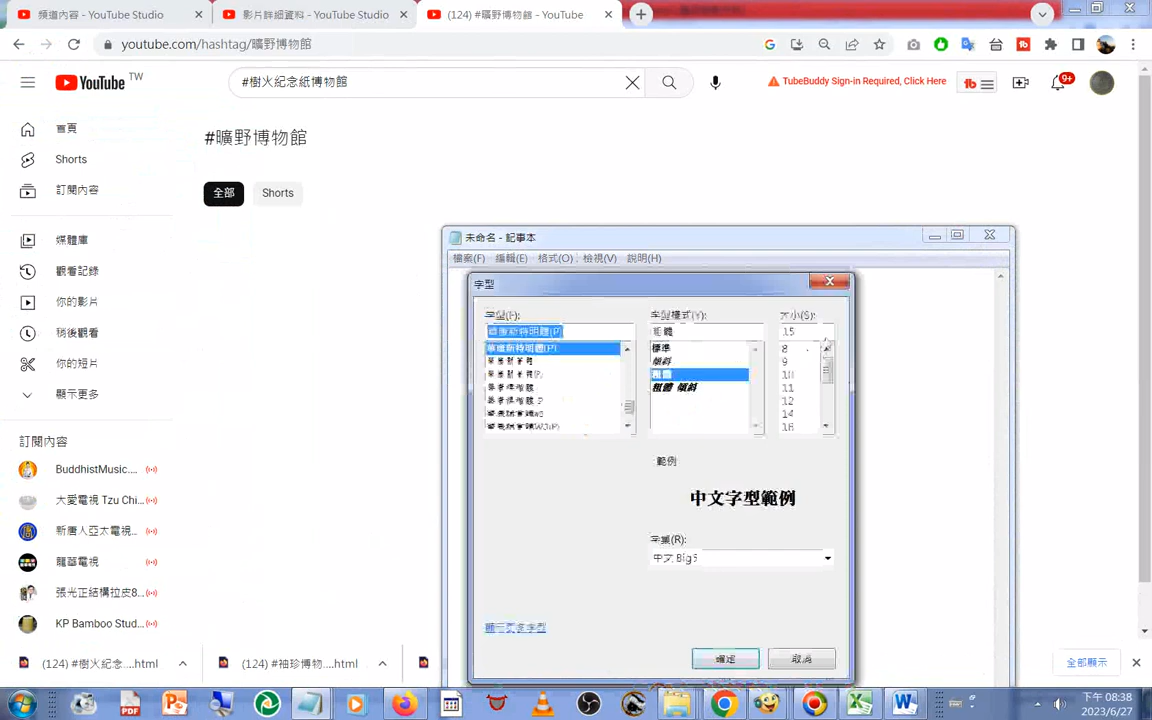 頻道內容 - YouTube Studio
影片詳細資料 - YouTube Studio
(124) #曠野博物館 - YouTube
youtube.com/hashtag/曠野博物館
YouTube TW
#樹火紀念紙博物館
TubeBuddy Sign-in Required, Click Here
tb
9+
首頁
Shorts
訂閱內容
媒體庫
觀看記錄
你的影片
稍後觀看
你的短片
顯示更多
訂閱內容
BuddhistMusic....
大愛電視 Tzu Chi...
新唐人亞太電視...
龍華電視
張光正結構拉皮8...
KP Bamboo Stud...
#曠野博物館
全部
Shorts
未命名 - 記事本
檔案(F) 編輯(E) 格式(O) 檢視(V) 說明(H)
字型
字型(F):
字型樣式(Y):
粗體
標準
傾斜
粗體
粗體 傾斜
大小(S):
15
8
9
10
11
12
14
16
範例
中文字型範例
字集(R):
中文 Big5
顯示更多字型
確定
取消
(124) #樹火紀念....html
(124) #袖珍博物....html
全部顯示
下午 08:38
2023/6/27